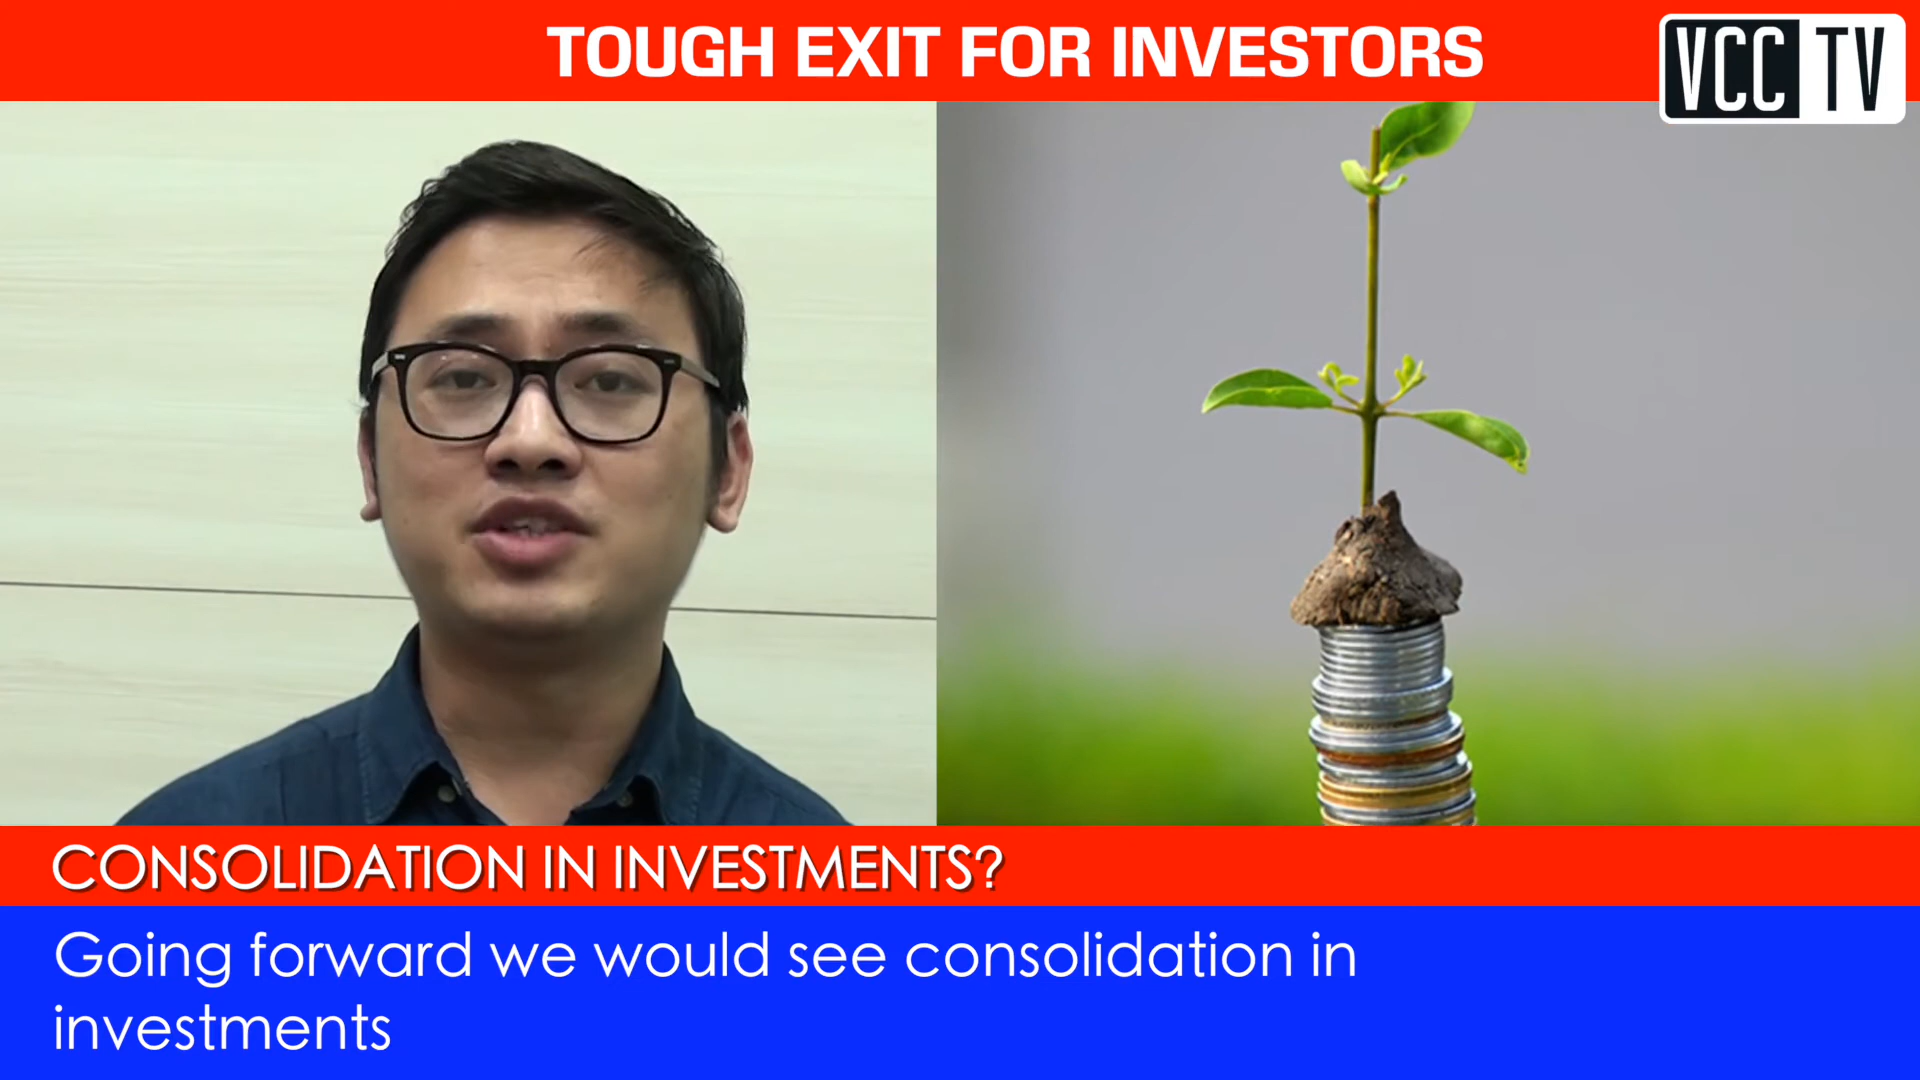 TOUGH EXIT FOR INVESTORS
VCC TV
CONSOLIDATION IN INVESTMENTS?
Going forward we would see consolidation in
investments